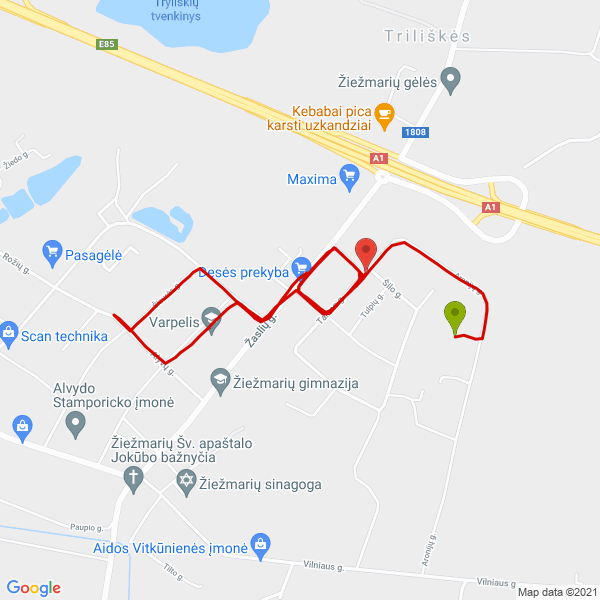 Tryliškių
tvenkinys
E85
Triliškės
Žiežmarių gėlės
Kebabai pica
karsti uzkandziai
1808
A1
Maxima
Žiedo g.
A1
Pasagėlė
Rožių g.
Desės prekyba
Šilo g.
Tulpių g.
Varpelis
Žaslių g.
Scan technika
Žiežmarių gimnazija
Alvydo
Stamporicko įmonė
Žiežmarių Šv. apaštalo
Jokūbo bažnyčia
Žiežmarių sinagoga
Paupio g.
Aidos Vitkūnienės įmonė
Aronijų g.
Vilniaus g.
Tilto g.
Vilniaus g
Google
Map data ©2021